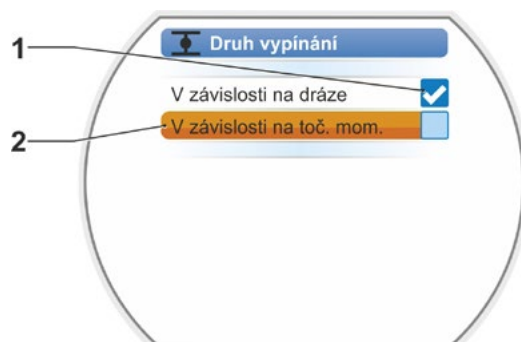 Druh vypínání
1
V závislosti na dráze
V závislosti na toč. mom.
2